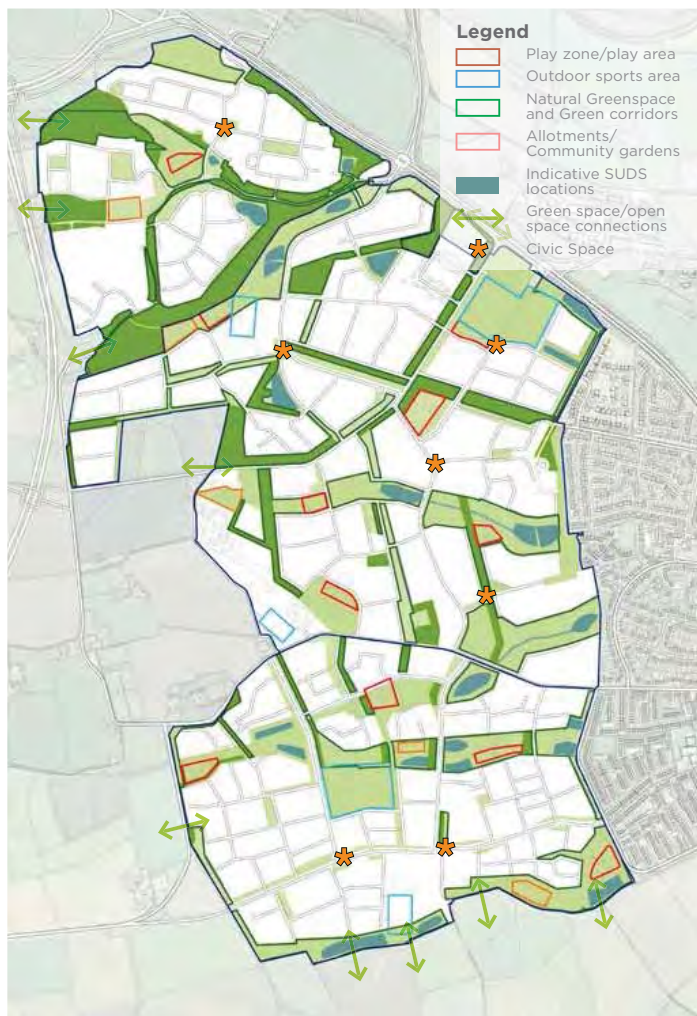 Legend
Play zone/play area
Outdoor sports area
Natural Greenspace
and Green corridors
Allotments/
Community gardens
Indicative SUDS
locations
Green space/open
space connections
Civic Space